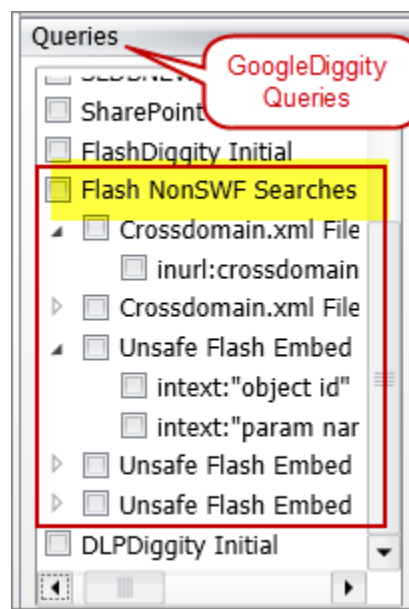 Queries
GoogleDiggity
Queries
SharePoint
FlashDiggity Initial
Flash NonSWF Searches
Crossdomain.xml File
inurl:crossdomain
Crossdomain.xml File
Unsafe Flash Embed
intext:"object id"
intext:"param nar
Unsafe Flash Embed
Unsafe Flash Embed
DLPDiggity Initial